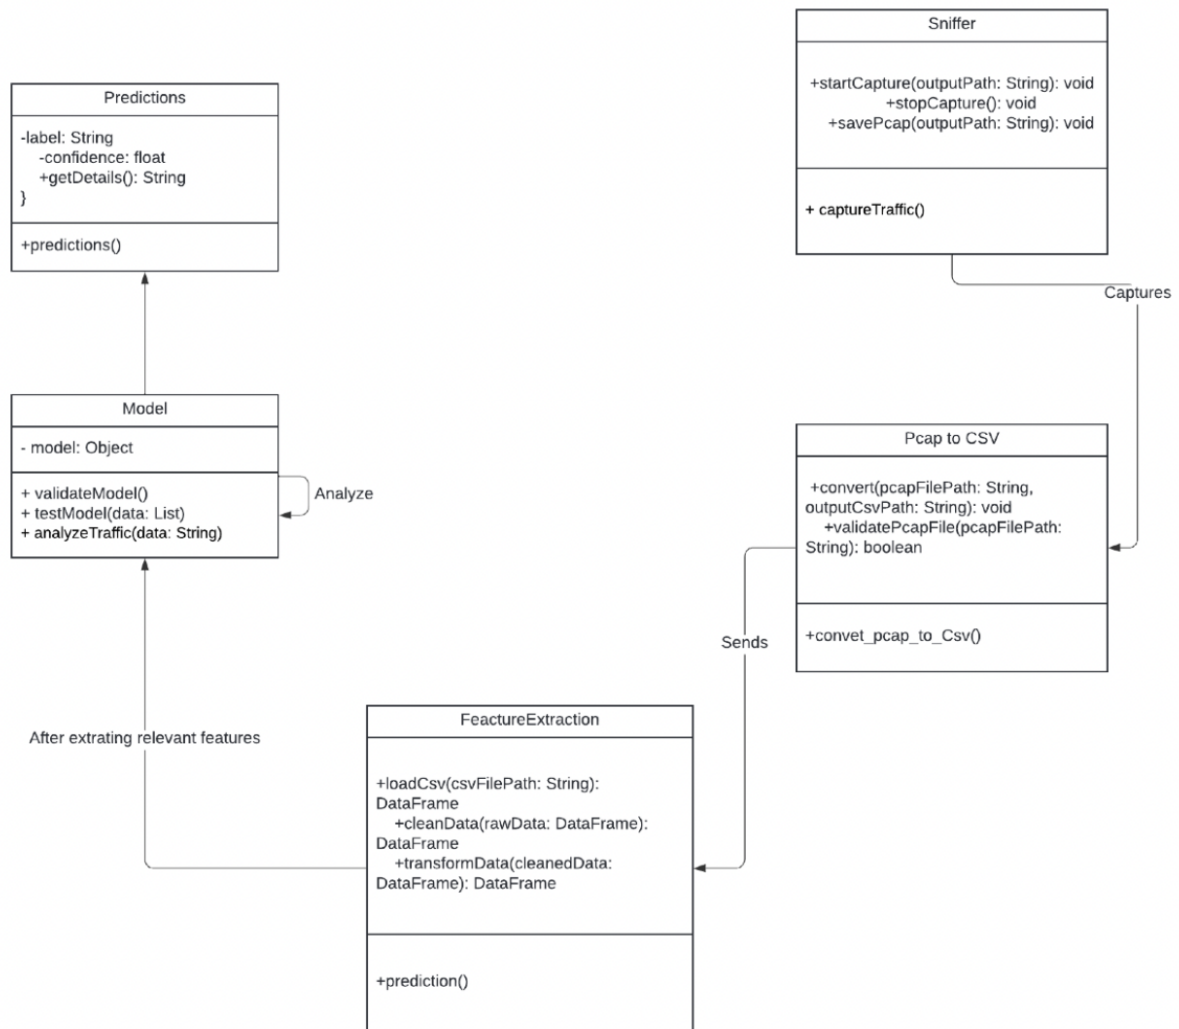 Sniffer
+startCapture(outputPath: String): void
+stopCapture(): void
+savePcap(outputPath: String): void
+ captureTraffic()
Predictions
-label: String
-confidence: float
+getDetails(): String
}
+predictions()
Captures
Model
- model: Object
+ validateModel()
+ testModel(data: List)
+ analyzeTraffic(data: String)
Analyze
Pcap to CSV
+convert(pcapFilePath: String,
outputCsvPath: String): void
+validatePcapFile(pcapFilePath:
String): boolean
+convet_pcap_to_Csv()
Sends
FeactureExtraction
+loadCsv(csvFilePath: String):
DataFrame
+cleanData(rawData: DataFrame):
DataFrame
+transformData(cleanedData:
DataFrame): DataFrame
+prediction()
After extrating relevant features